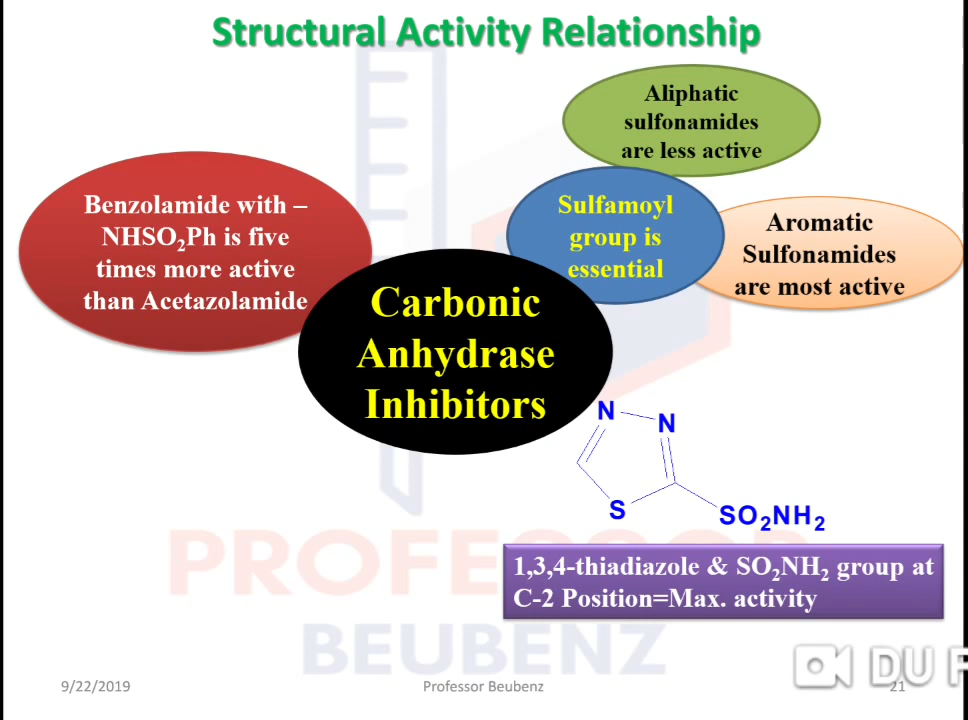 Structural Activity Relationship
Aliphatic
sulfonamides
are less active
Benzolamide with –
NHSO2Ph is five
times more active
than Acetazolamide
Sulfamoyl
group is
essential
Aromatic
Sulfonamides
are most active
Carbonic
Anhydrase
Inhibitors
N
N
S
SO2NH2
1,3,4-thiadiazole & SO2NH2 group at
C-2 Position=Max. activity
PROFESSOR
BEUBENZ
DU
9/22/2019
Professor Beubenz
21